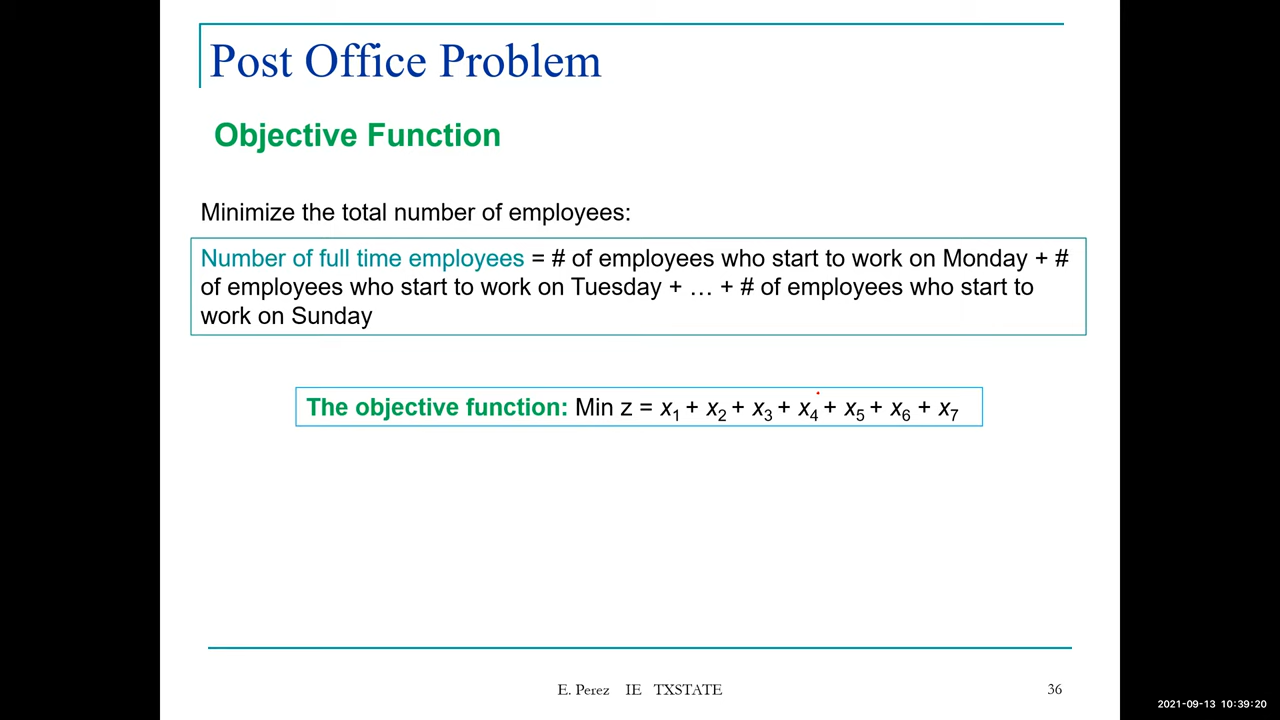 Post Office Problem
Objective Function
Minimize the total number of employees:
Number of full time employees = # of employees who start to work on Monday + #
of employees who start to work on Tuesday + … + # of employees who start to
work on Sunday
The objective function: Min z = x₁ + x₂ + x₃ + x₄ + x₅ + x₆ + x₇
E. Perez IE TXSTATE
36
2021-09-13 10:39:20